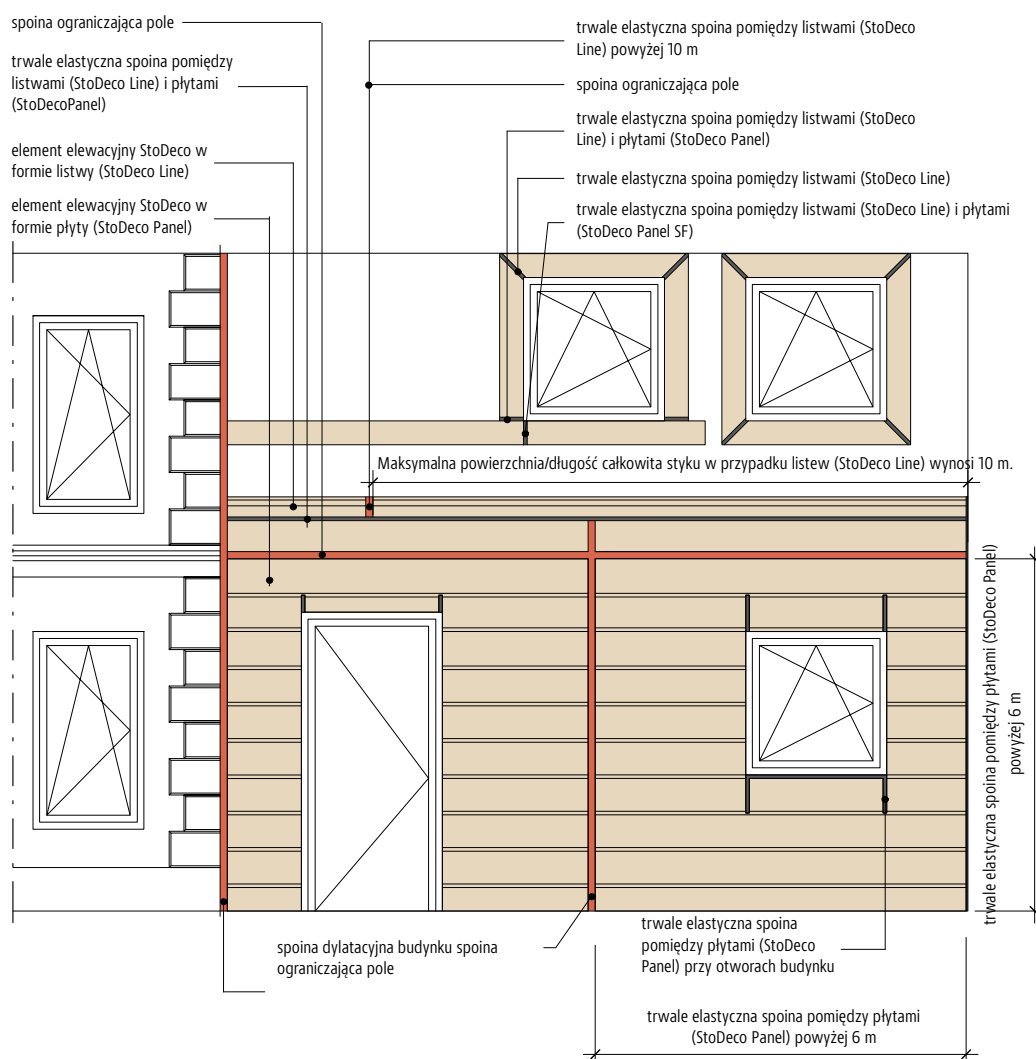 spoina ograniczająca pole
trwale elastyczna spoina pomiędzy
listwami (StoDeco Line) i płytami
(StoDecoPanel)
element elewacyjny StoDeco w
formie listwy (StoDeco Line)
element elewacyjny StoDeco w
formie płyty (StoDeco Panel)
trwale elastyczna spoina pomiędzy listwami (StoDeco
Line) powyżej 10 m
spoina ograniczająca pole
trwale elastyczna spoina pomiędzy listwami (StoDeco
Line) i płytami (StoDeco Panel)
trwale elastyczna spoina pomiędzy listwami (StoDeco Line)
trwale elastyczna spoina pomiędzy listwami (StoDeco Line) i płytami
(StoDeco Panel SF)
Maksymalna powierzchnia/długość całkowita styku w przypadku listew (StoDeco Line) wynosi 10 m.
trwale elastyczna spoina pomiędzy płytami (StoDeco Panel)
powyżej 6 m
spoina dylatacyjna budynku spoina
ograniczająca pole
trwale elastyczna spoina
pomiędzy płytami (StoDeco
Panel) przy otworach budynku
trwale elastyczna spoina pomiędzy płytami
(StoDeco Panel) powyżej 6 m